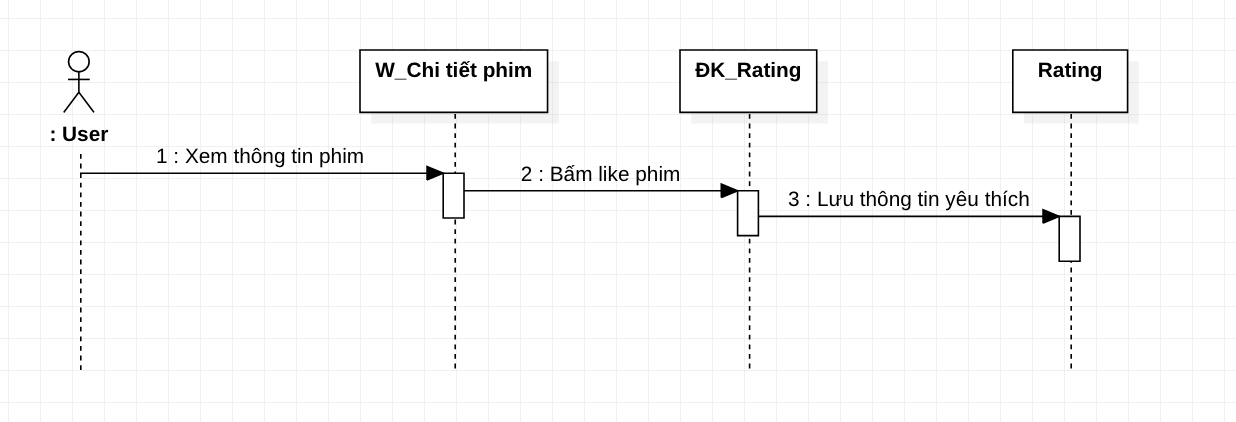 W_Chi tiết phim
ĐK_Rating
Rating
: User
1 : Xem thông tin phim
2 : Bấm like phim
3 : Lưu thông tin yêu thích